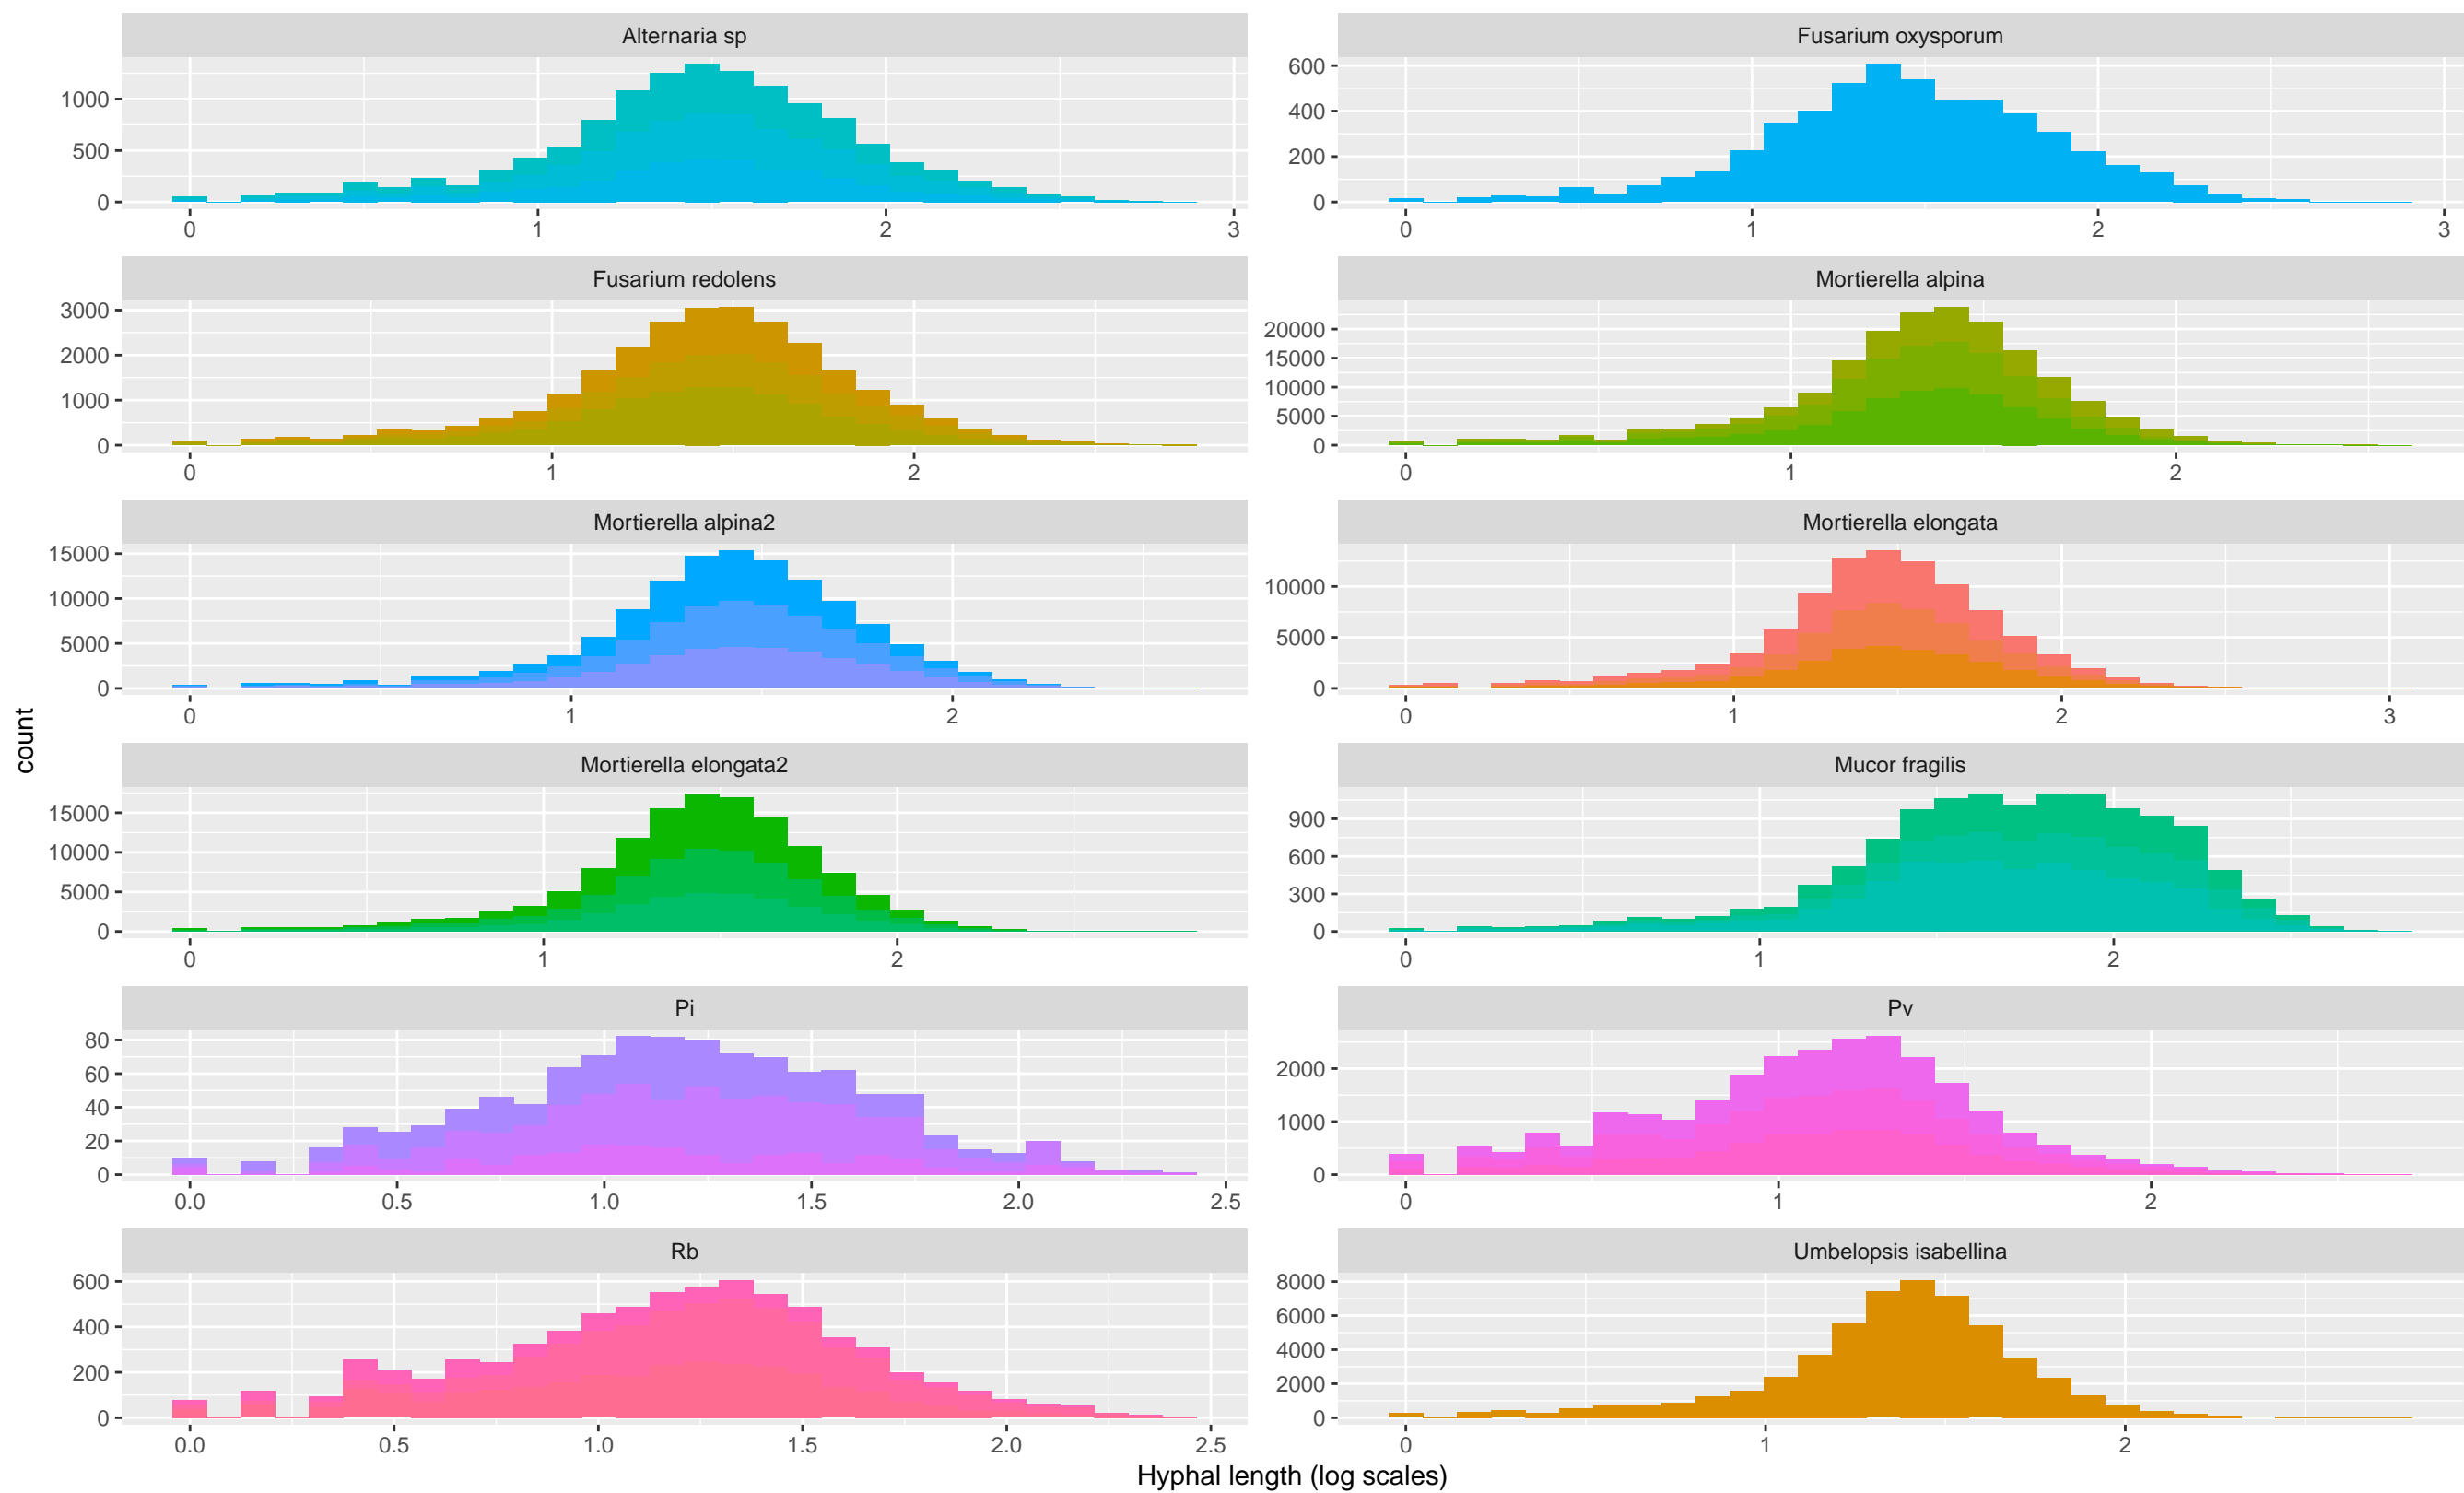 Alternaria sp
1000
500
0
0 1 2 3
Fusarium oxysporum
600
400
200
0
0 1 2 3
Fusarium redolens
3000
2000
1000
0
0 1 2
Mortierella alpina
20000
15000
10000
5000
0
0 1 2
Mortierella alpina2
15000
10000
5000
0
0 1 2
Mortierella elongata
10000
5000
0
0 1 2 3
count
Mortierella elongata2
15000
10000
5000
0
0 1 2
Mucor fragilis
900
600
300
0
0 1 2
Pi
80
60
40
20
0
0.0 0.5 1.0 1.5 2.0 2.5
Pv
2000
1000
0
0 1 2
Rb
600
400
200
0
0.0 0.5 1.0 1.5 2.0 2.5
Umbelopsis isabellina
8000
6000
4000
2000
0
0 1 2
Hyphal length (log scales)